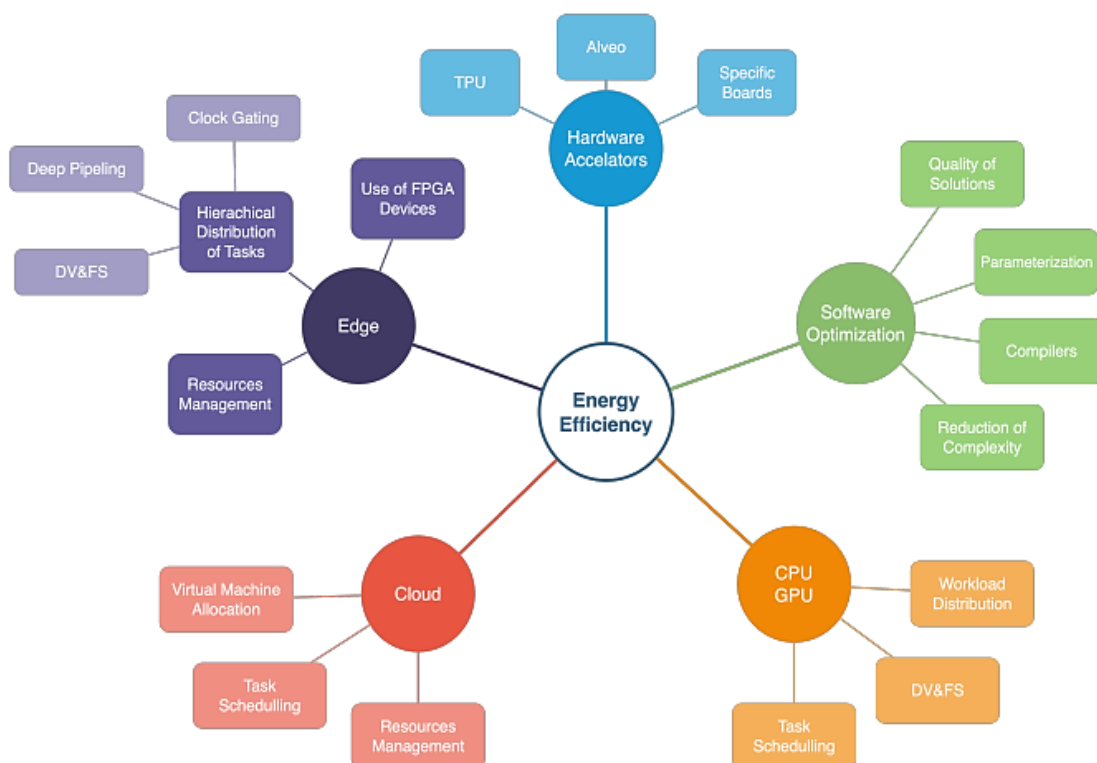 Alveo
TPU
Specific
Boards
Hardware
Accelators
Clock Gating
Deep Pipeling
Hierachical
Distribution
of Tasks
DV&FS
Use of FPGA
Devices
Edge
Resources
Management
Quality of
Solutions
Parameterization
Software
Optimization
Compilers
Reduction of
Complexity
Energy
Efficiency
Virtual Machine
Allocation
Cloud
Task
Schedulling
Resources
Management
CPU
GPU
Workload
Distribution
DV&FS
Task
Schedulling